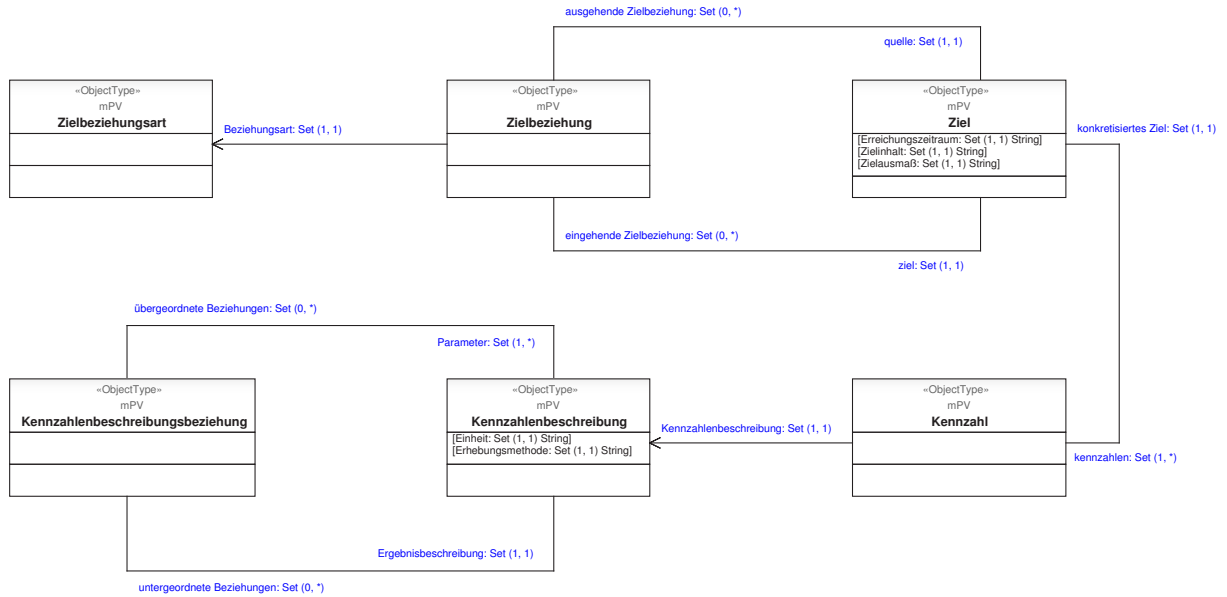 ausgehende Zielbeziehung: Set (0, *)
quelle: Set (1, 1)
«ObjectType»
mPV
Zielbeziehungsart
Beziehungsart: Set (1, 1)
«ObjectType»
mPV
Zielbeziehung
«ObjectType»
mPV
Ziel
[Erreichungszeitraum: Set (1, 1) String]
[Zielinhalt: Set (1, 1) String]
[Zielausmaß: Set (1, 1) String]
konkretisiertes Ziel: Set (1, 1)
eingehende Zielbeziehung: Set (0, *)
ziel: Set (1, 1)
übergeordnete Beziehungen: Set (0, *)
Parameter: Set (1, *)
«ObjectType»
mPV
Kennzahlenbeschreibungsbeziehung
«ObjectType»
mPV
Kennzahlenbeschreibung
[Einheit: Set (1, 1) String]
[Erhebungsmethode: Set (1, 1) String]
Kennzahlenbeschreibung: Set (1, 1)
«ObjectType»
mPV
Kennzahl
kennzahlen: Set (1, *)
Ergebnisbeschreibung: Set (1, 1)
untergeordnete Beziehungen: Set (0, *)